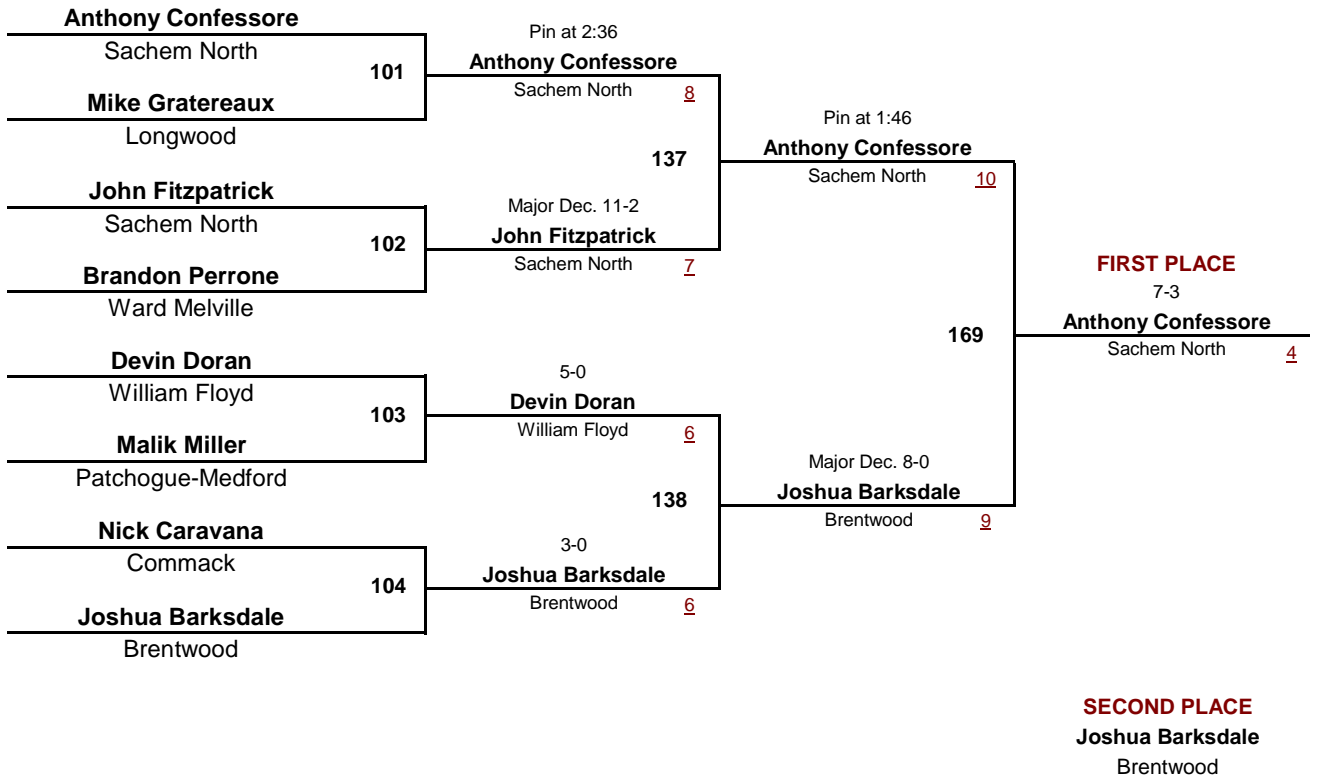 Anthony Confessore
Sachem North
101
Mike Gratereaux
Longwood
John Fitzpatrick
Sachem North
102
Brandon Perrone
Ward Melville
Devin Doran
William Floyd
103
Malik Miller
Patchogue-Medford
Nick Caravana
Commack
104
Joshua Barksdale
Brentwood
Pin at 2:36
Anthony Confessore
Sachem North 8
137
Major Dec. 11-2
John Fitzpatrick
Sachem North 7
5-0
Devin Doran
William Floyd 6
138
3-0
Joshua Barksdale
Brentwood 6
Pin at 1:46
Anthony Confessore
Sachem North 10
169
Major Dec. 8-0
Joshua Barksdale
Brentwood 9
FIRST PLACE
7-3
Anthony Confessore
Sachem North 4
SECOND PLACE
Joshua Barksdale
Brentwood